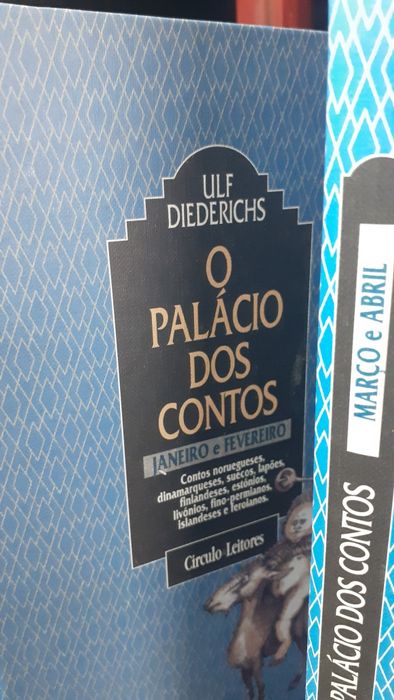 ULF
DIEDERICHS
O
PALÁCIO
DOS
CONTOS
JANEIRO e FEVEREIRO
Contos noruegueses,
dinamarqueses, suecos, lapões,
finlandeses, estónios,
livónios, fino-permianos,
islandeses e feroianos.
Círculo Leitores
PALÁCIO DOS CONTOS
MARÇO e ABRIL